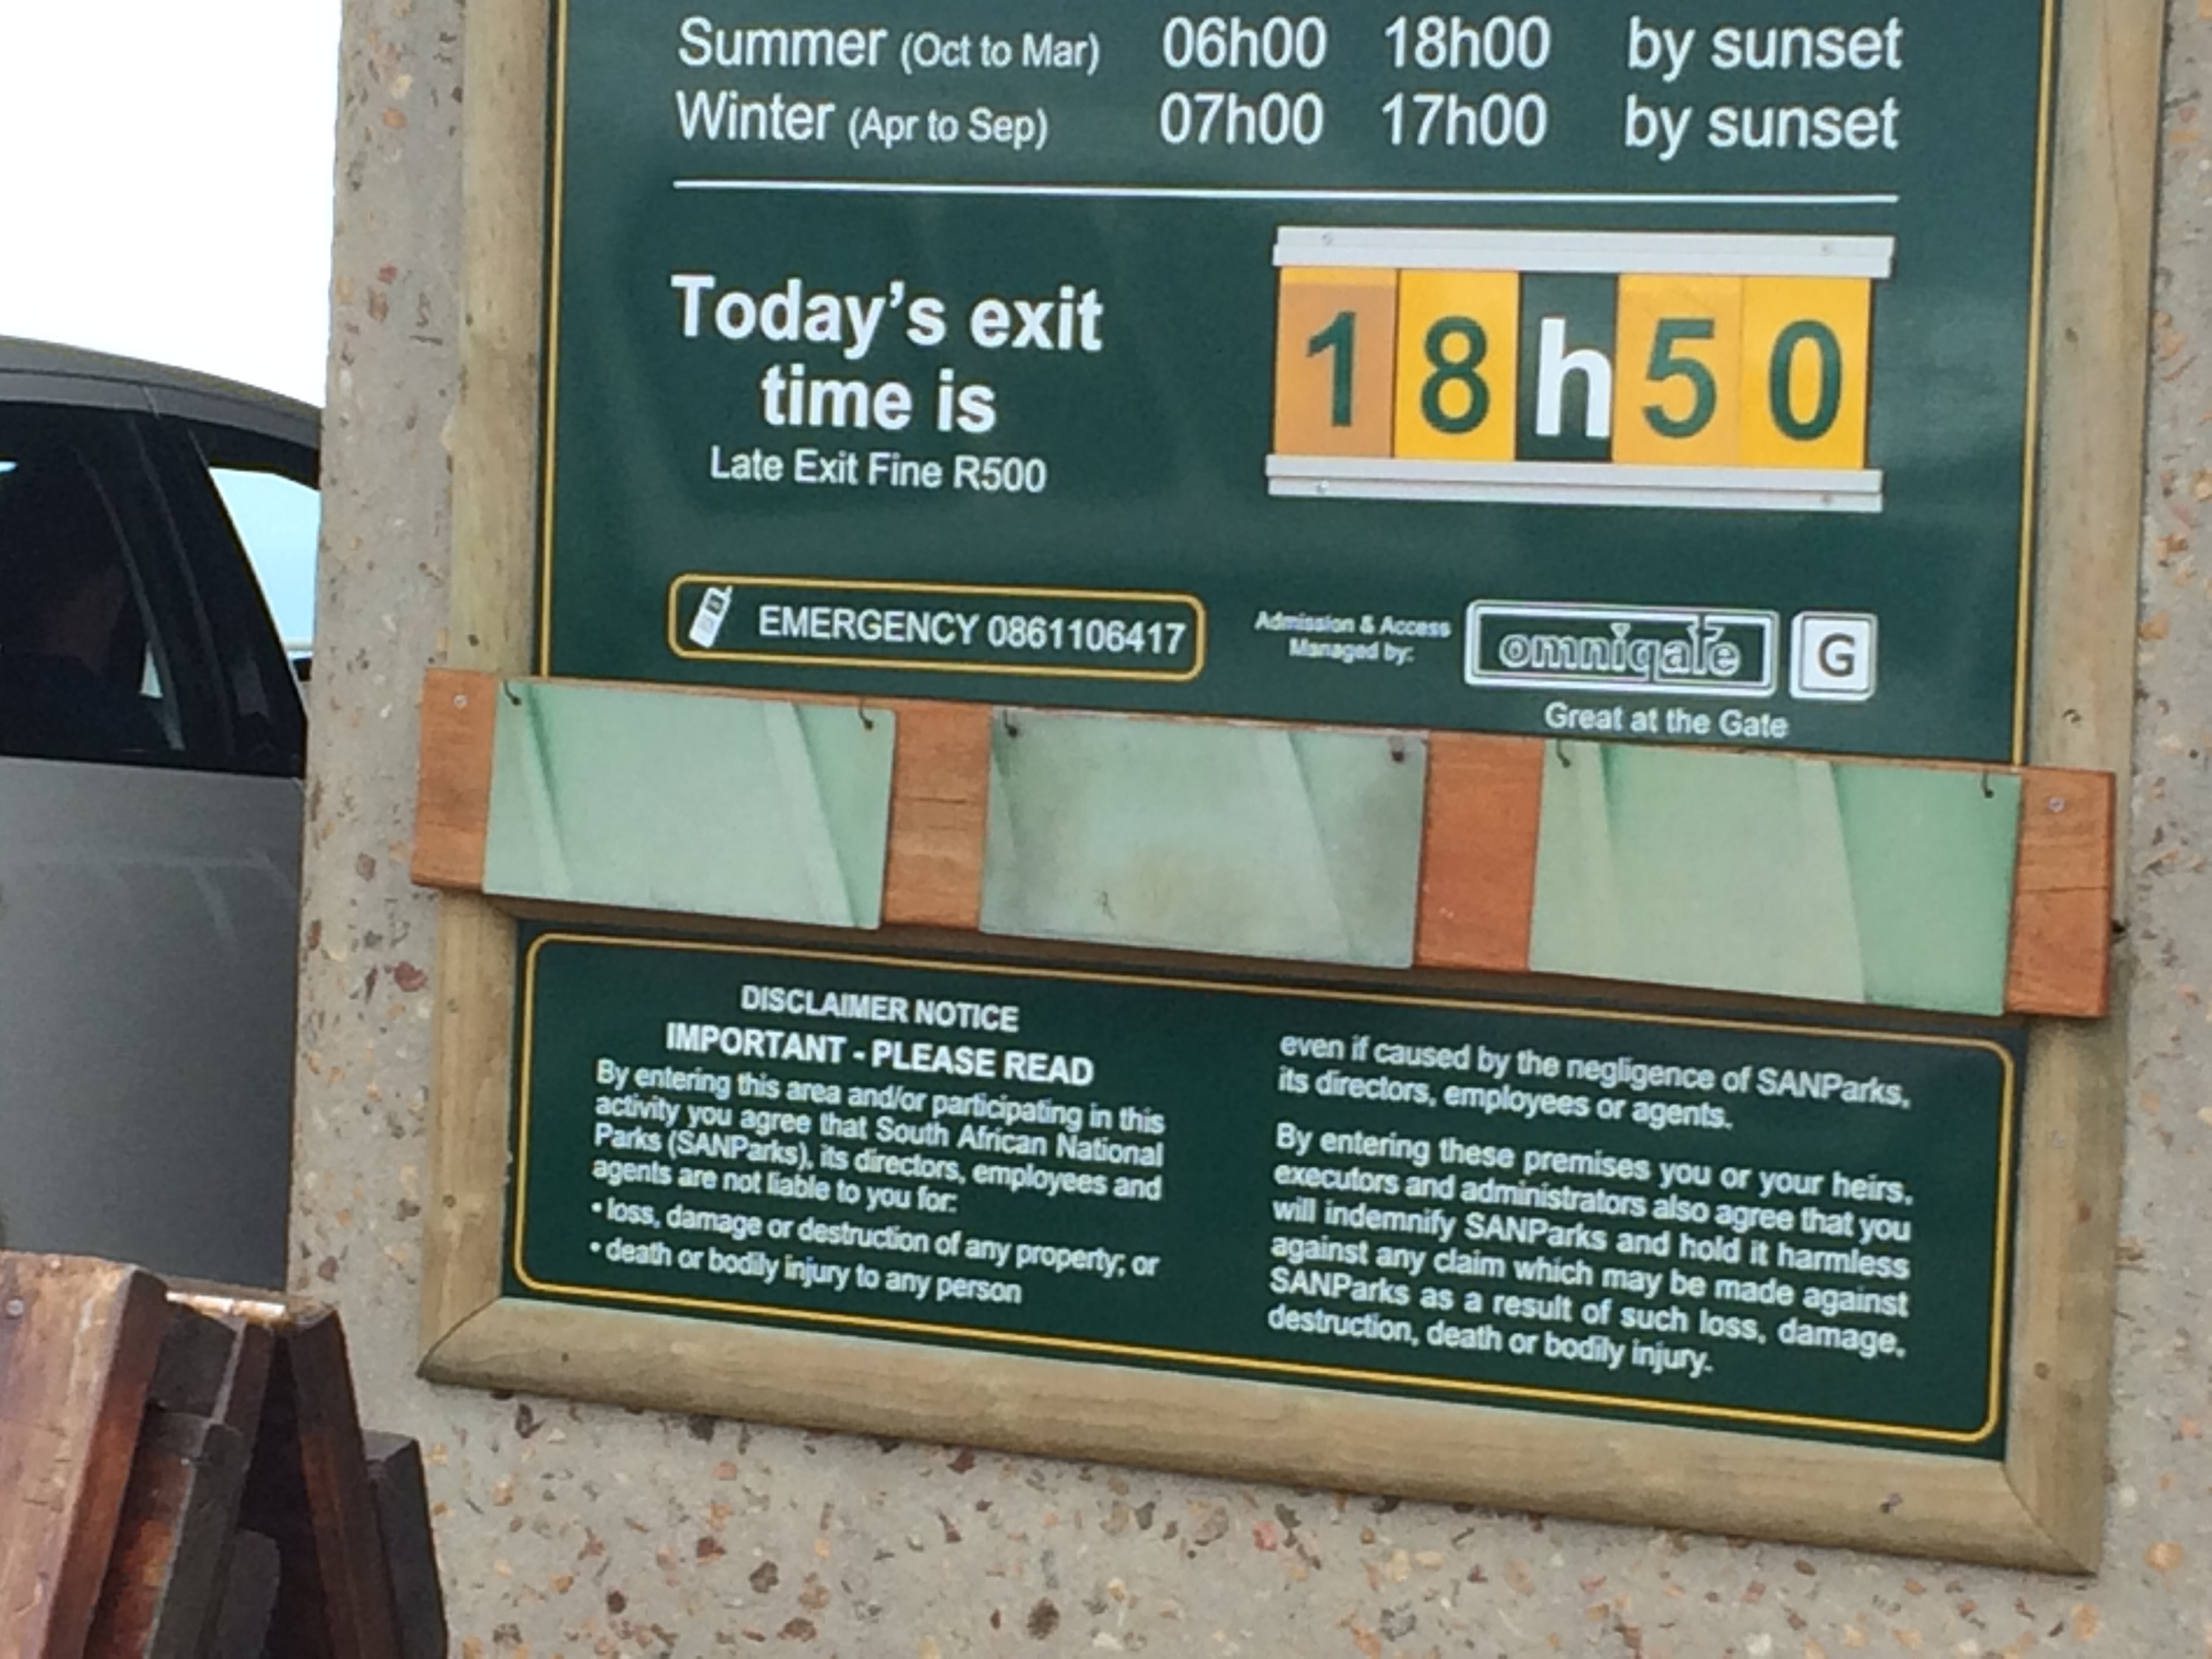 Summer (Oct to Mar) 06h00 18h00 by sunset
Winter (Apr to Sep) 07h00 17h00 by sunset
Today's exit
time is
18h50
Late Exit Fine R500
EMERGENCY 0861106417
Admission & Access
Managed by:
omnigate
G
Great at the Gate
DISCLAIMER NOTICE
IMPORTANT - PLEASE READ
By entering this area and/or participating in this
activity you agree that South African National
Parks (SANParks), its directors, employees and
agents are not liable to you for:
• loss, damage or destruction of any property; or
• death or bodily injury to any person
even if caused by the negligence of SANParks,
its directors, employees or agents.
By entering these premises you or your heirs,
executors and administrators also agree that you
will indemnify SANParks and hold it harmless
against any claim which may be made against
SANParks as a result of such loss, damage,
destruction, death or bodily injury.